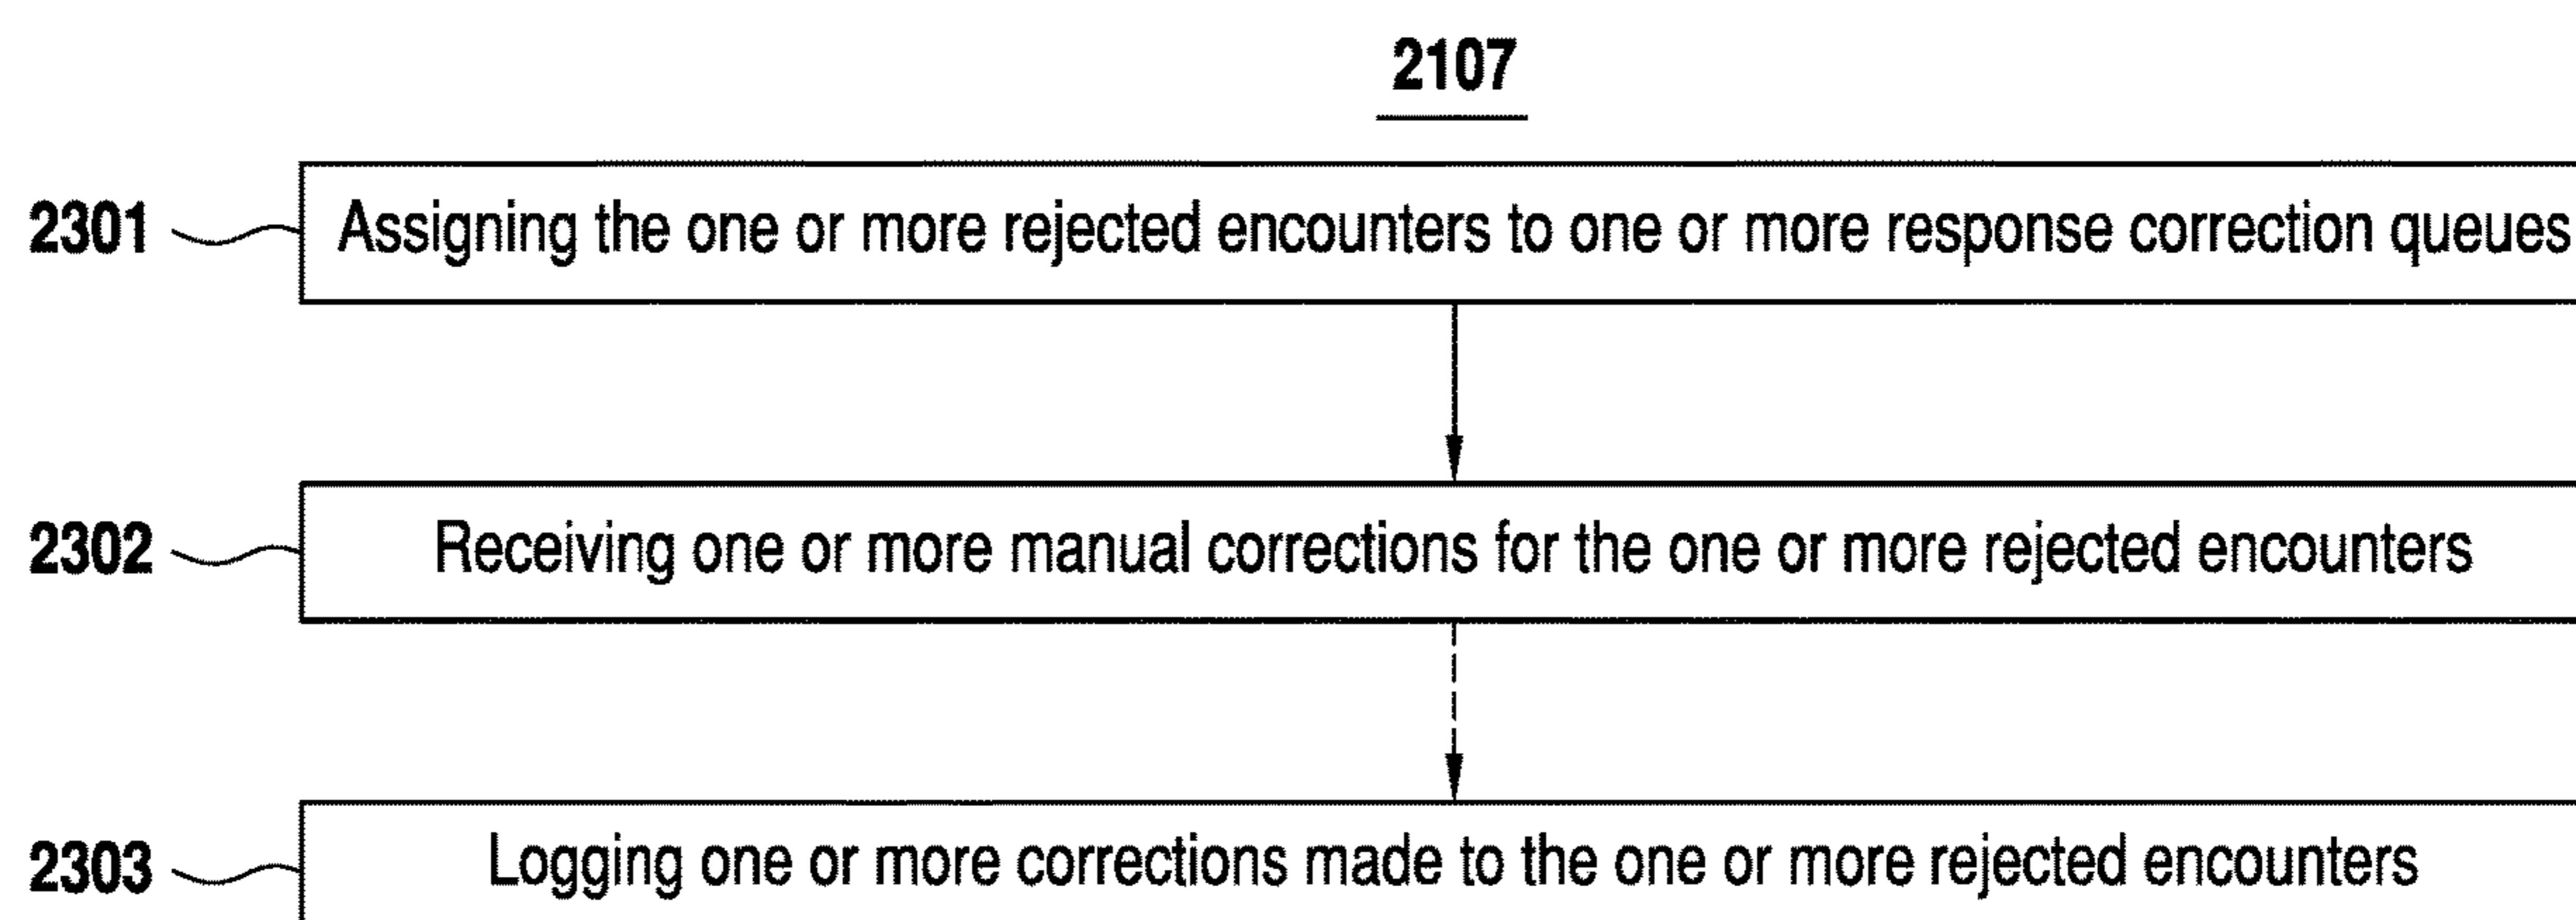 2107
2301 Assigning the one or more rejected encounters to one or more response correction queues
2302 Receiving one or more manual corrections for the one or more rejected encounters
2303 Logging one or more corrections made to the one or more rejected encounters